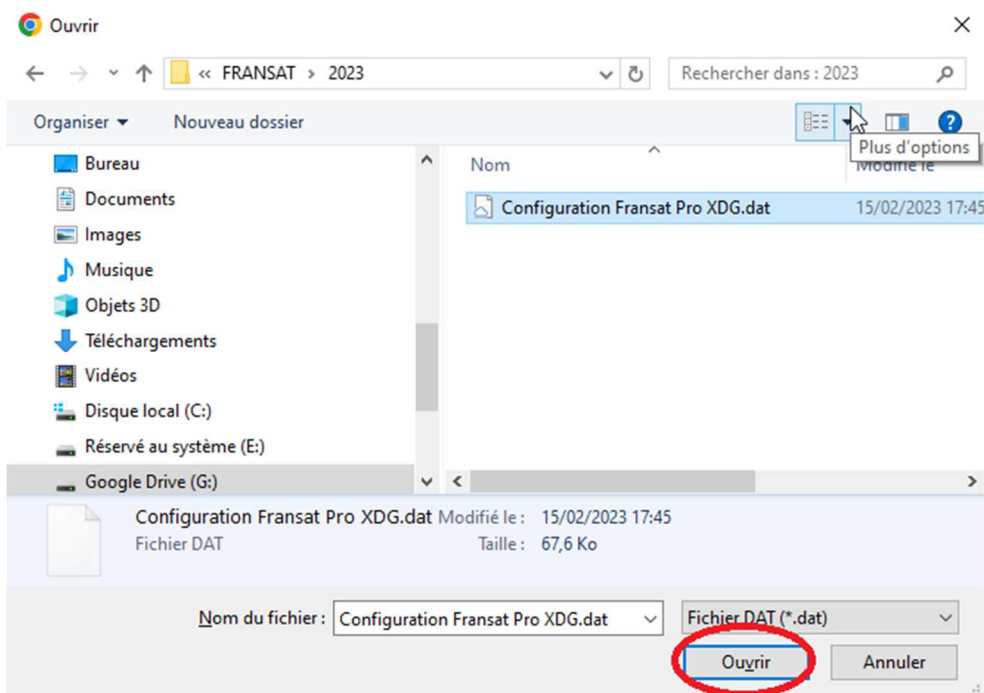 Ouvrir
« FRANSAT > 2023
Rechercher dans : 2023
Organiser
Nouveau dossier
Plus d'options
Bureau
Documents
Images
Musique
Objets 3D
Téléchargements
Vidéos
Disque local (C:)
Réservé au système (E:)
Google Drive (G:)
Nom
Modifié le
Configuration Fransat Pro XDG.dat 15/02/2023 17:45
Configuration Fransat Pro XDG.dat Modifié le : 15/02/2023 17:45
Fichier DAT Taille : 67,6 Ko
Nom du fichier : Configuration Fransat Pro XDG.dat Fichier DAT (*.dat)
Ouvrir Annuler